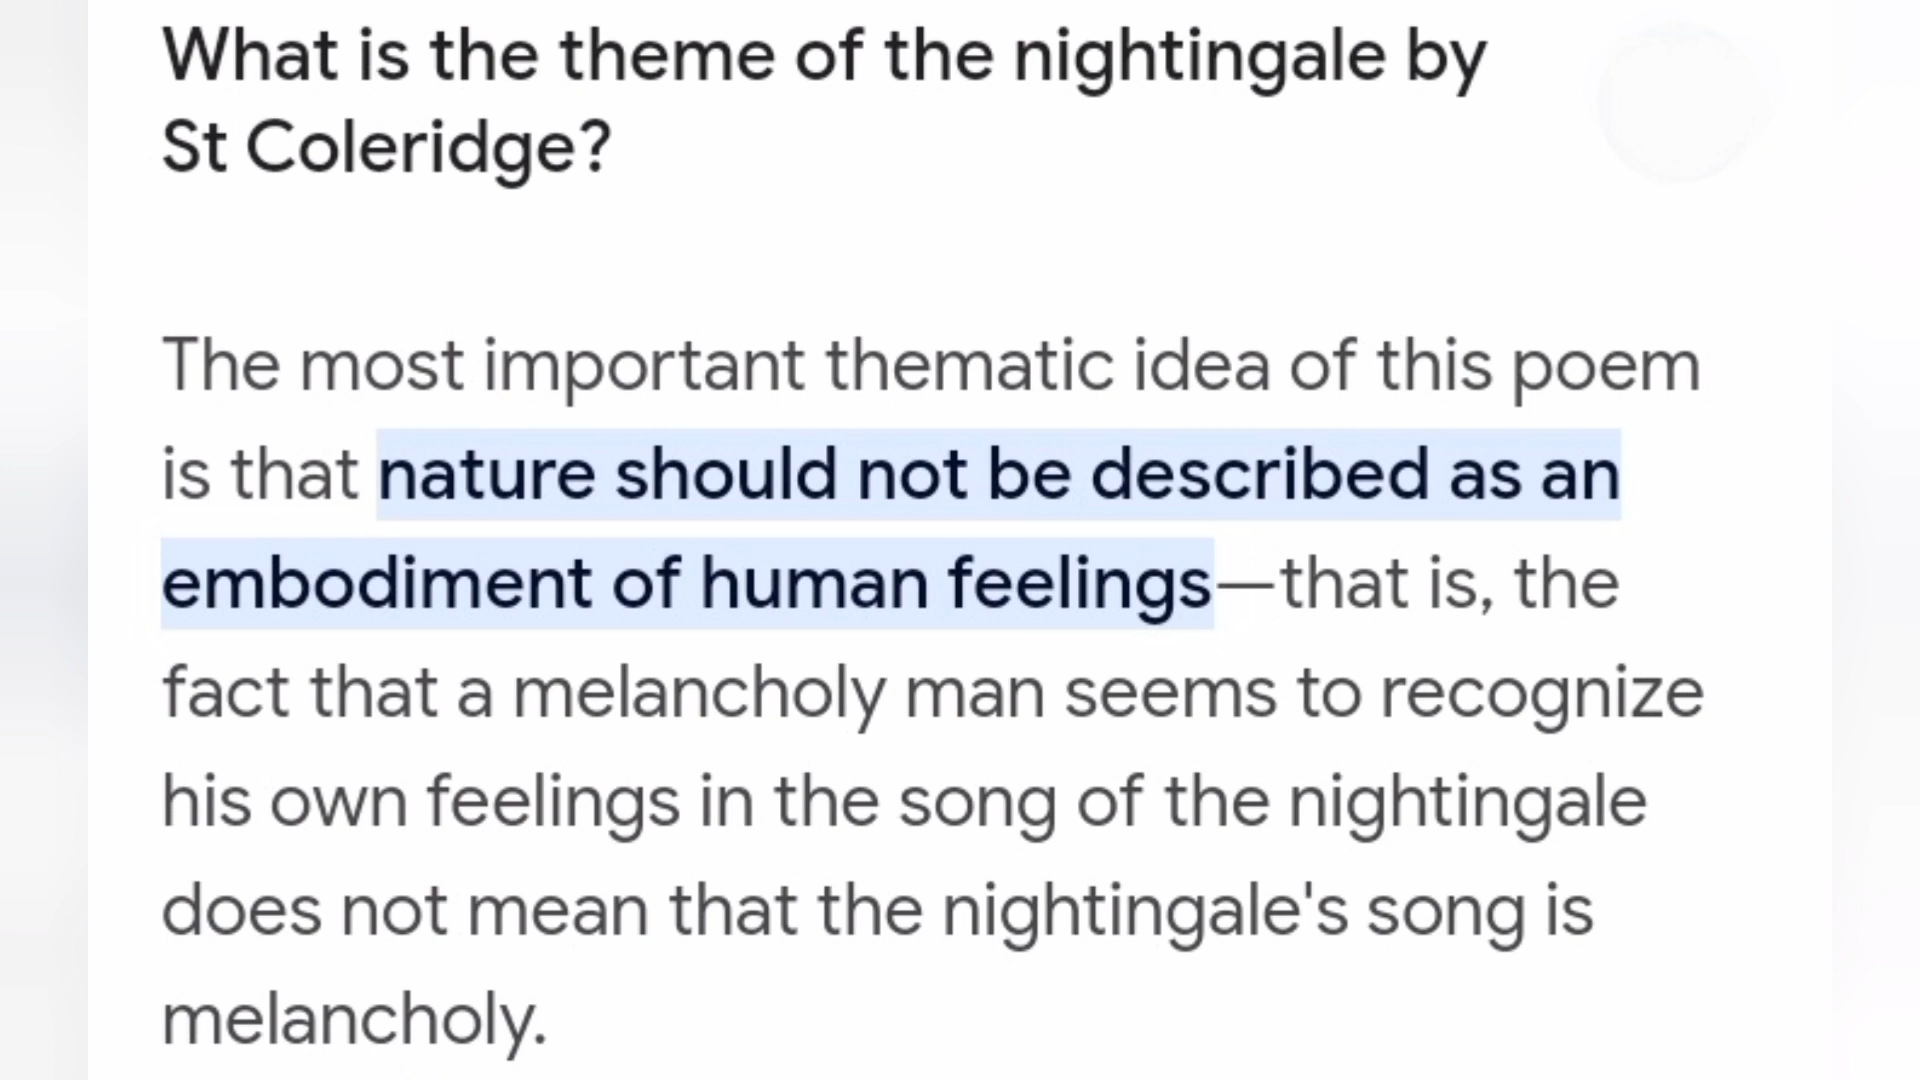 What is the theme of the nightingale by
St Coleridge?
The most important thematic idea of this poem
is that nature should not be described as an
embodiment of human feelings—that is, the
fact that a melancholy man seems to recognize
his own feelings in the song of the nightingale
does not mean that the nightingale's song is
melancholy.